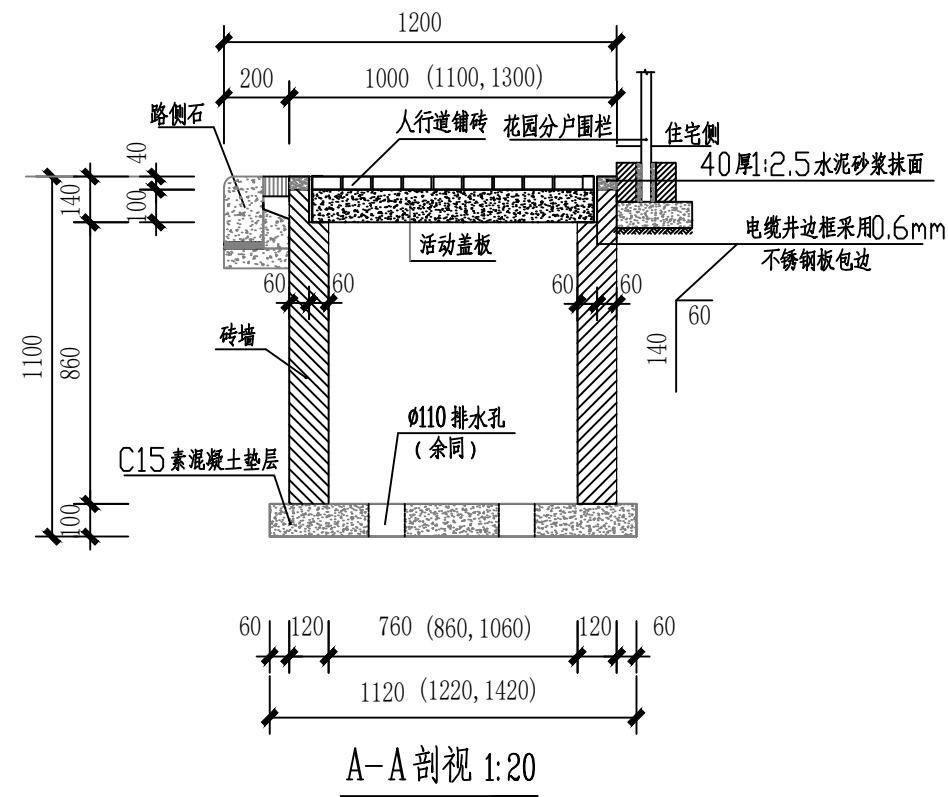 1200
200
1000 (1100,1300)
路侧石
人行道铺砖
花园分户围栏
住宅侧
40
140
100
40厚1:2.5水泥砂浆抹面
活动盖板
电缆井边框采用0.6mm
不锈钢板包边
60
60
60
60
60
140
砖墙
1100
860
Ø110排水孔
(余同)
C15素混凝土垫层
100
60
120
760 (860,1060)
120
60
1120 (1220,1420)
A-A剖视 1:20